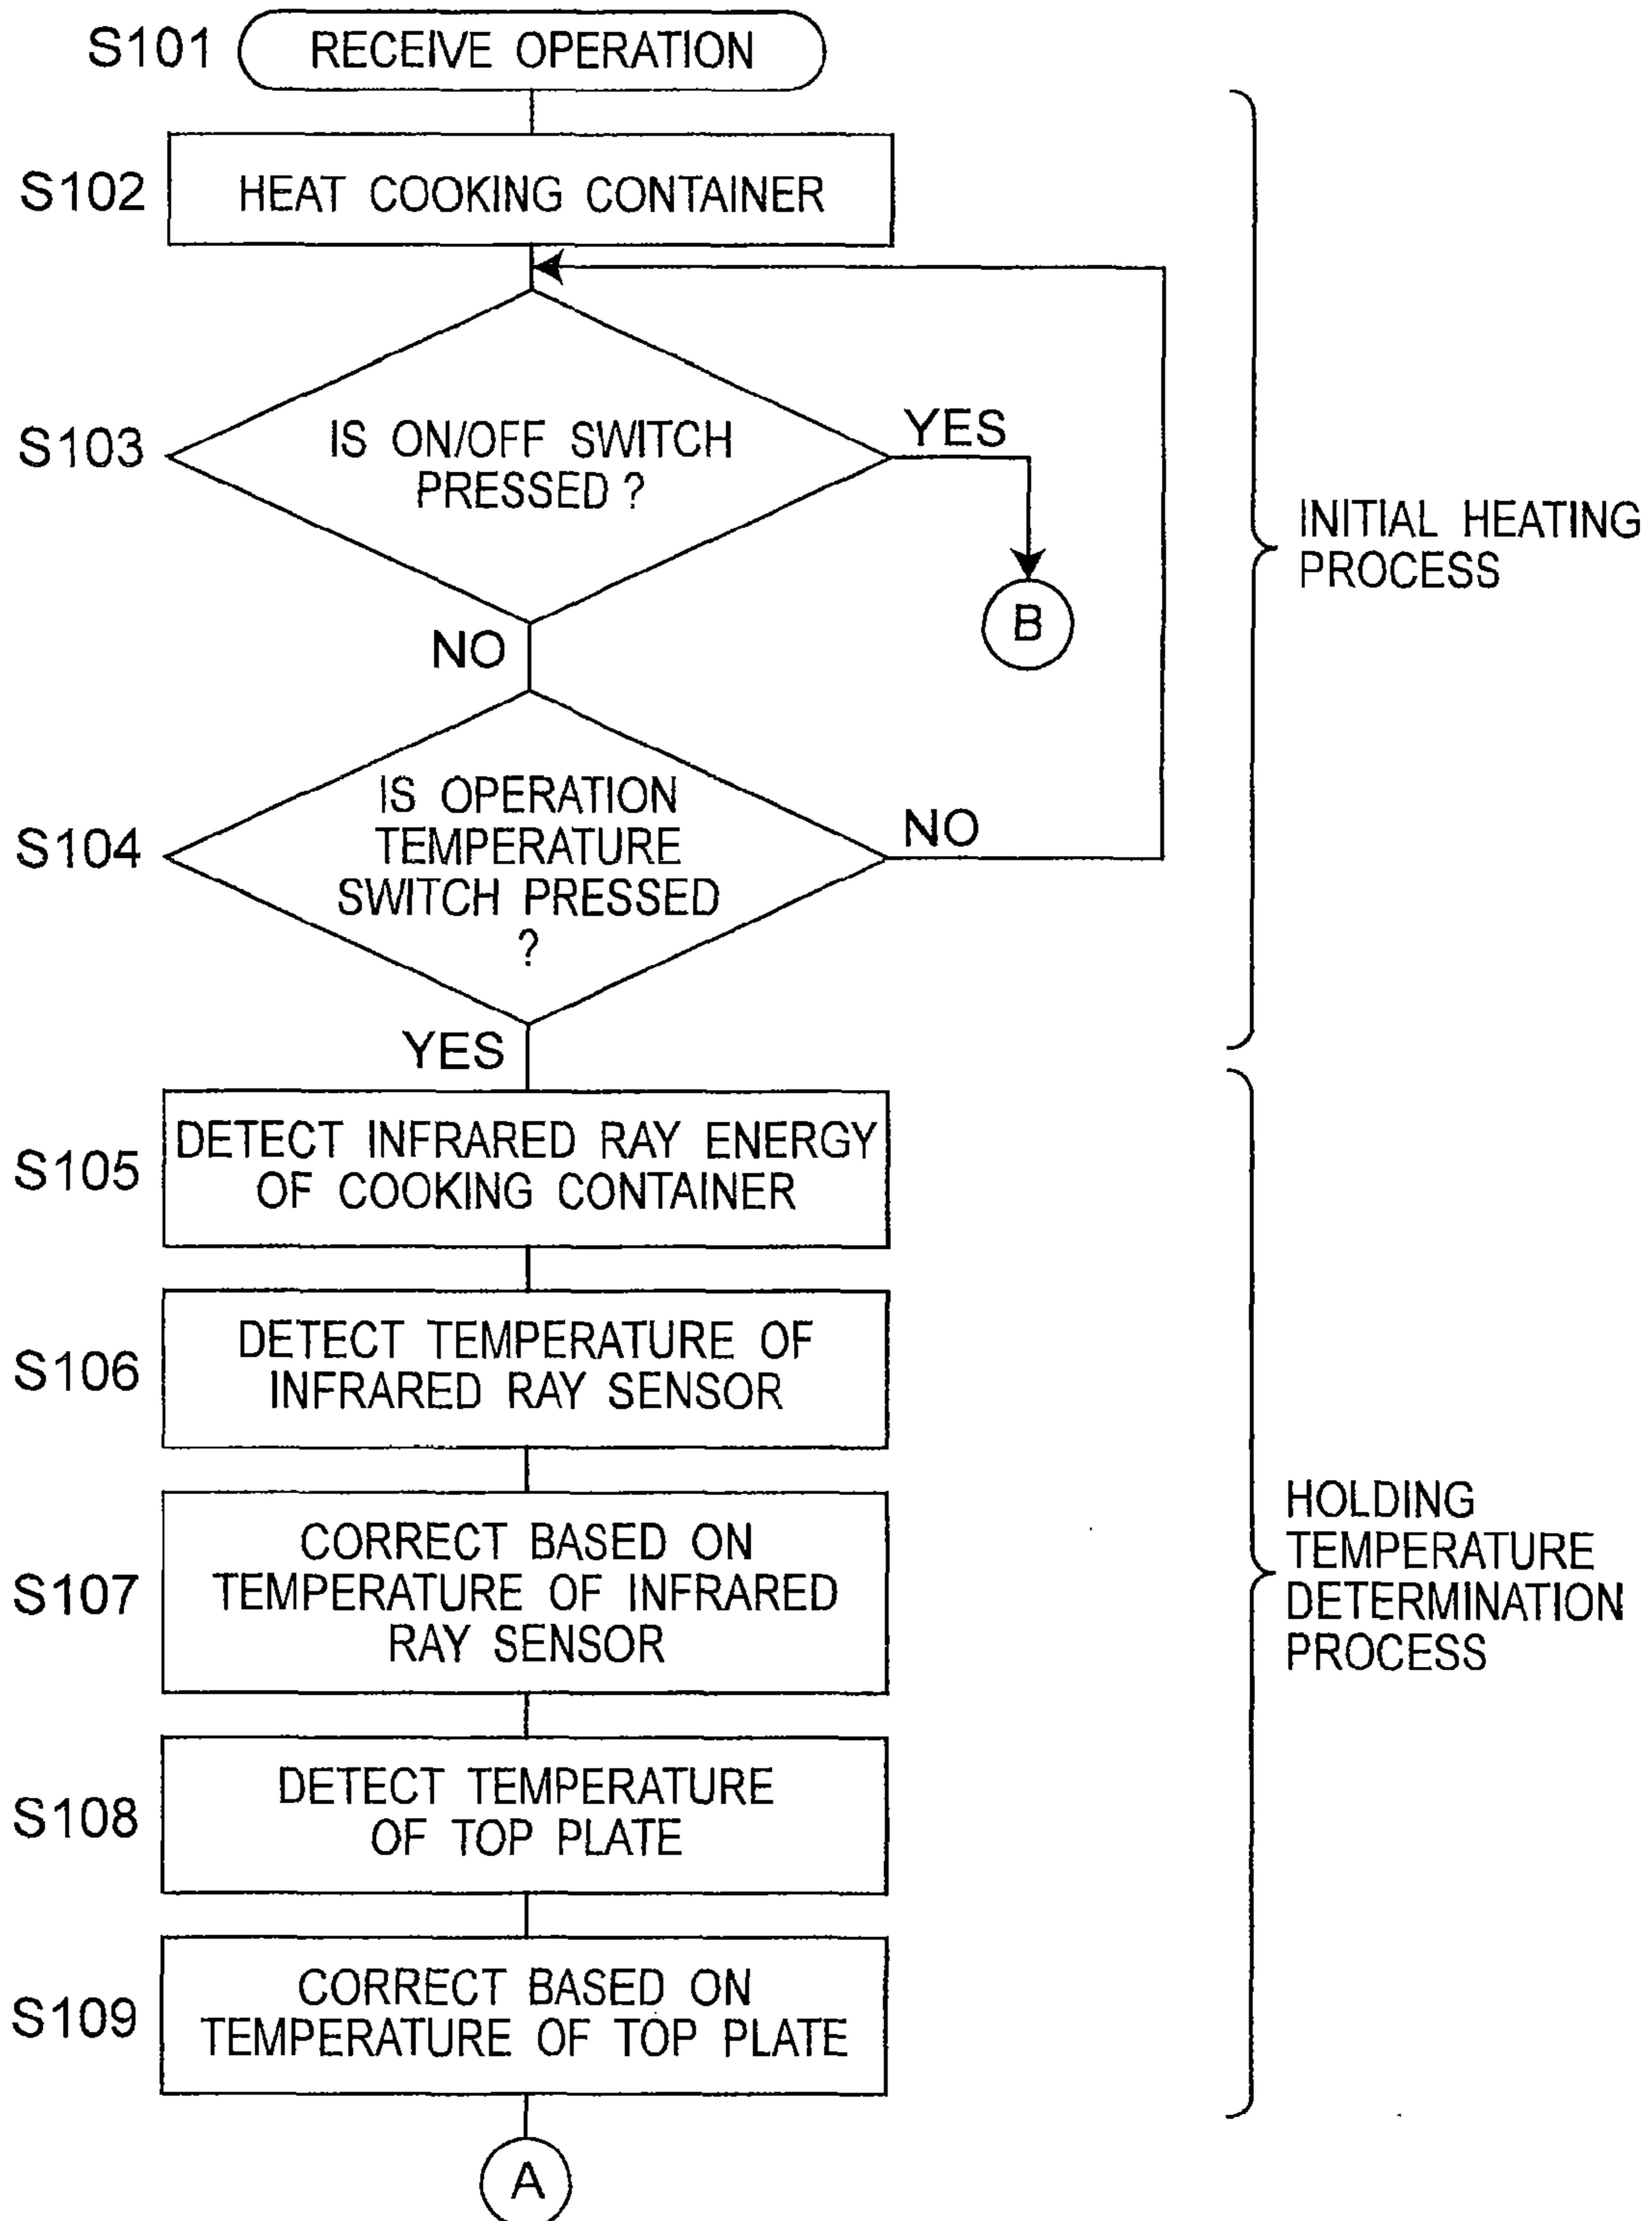 S101
RECEIVE OPERATION
S102
HEAT COOKING CONTAINER
S103
IS ON/OFF SWITCH
PRESSED ?
YES
B
NO
INITIAL HEATING
PROCESS
S104
IS OPERATION
TEMPERATURE
SWITCH PRESSED
?
NO
YES
S105
DETECT INFRARED RAY ENERGY
OF COOKING CONTAINER
S106
DETECT TEMPERATURE OF
INFRARED RAY SENSOR
S107
CORRECT BASED ON
TEMPERATURE OF INFRARED
RAY SENSOR
HOLDING
TEMPERATURE
DETERMINATION
PROCESS
S108
DETECT TEMPERATURE
OF TOP PLATE
S109
CORRECT BASED ON
TEMPERATURE OF TOP PLATE
A